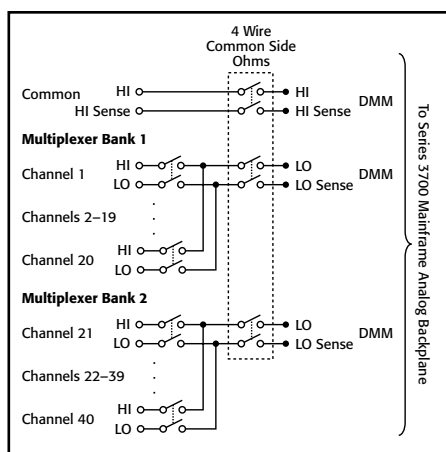 4 Wire
Common Side
Ohms
Common HI HI DMM
HI Sense HI Sense
Multiplexer Bank 1
Channel 1 HI LO DMM
LO LO Sense
Channels 2–19
Channel 20 HI
LO
Multiplexer Bank 2
Channel 21 HI LO DMM
LO LO Sense
Channels 22–39
Channel 40 HI
LO
To Series 3700 Mainframe Analog Backplane